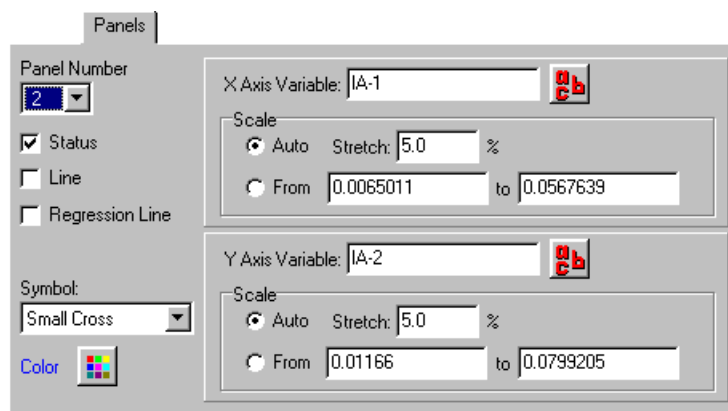 Panels
Panel Number
2
Status
Line
Regression Line
Symbol:
Small Cross
Color
X Axis Variable: IA-1
a b c
Scale
Auto Stretch: 5.0 %
From 0.0065011 to 0.0567639
Y Axis Variable: IA-2
a b c
Scale
Auto Stretch: 5.0 %
From 0.01166 to 0.0799205